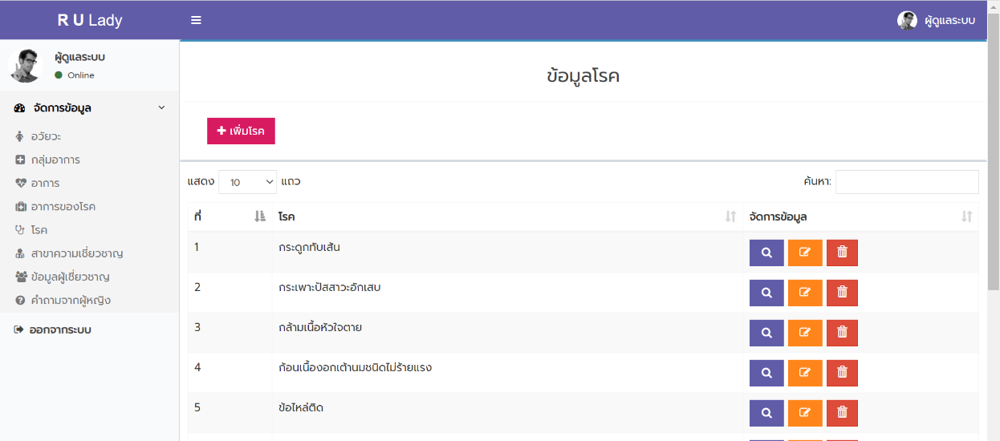 R U Lady
ผู้ดูแลระบบ
ผู้ดูแลระบบ
Online
จัดการข้อมูล
อวัยวะ
กลุ่มอาการ
อาการ
อาการของโรค
โรค
สาขาความเชี่ยวชาญ
ข้อมูลผู้เชี่ยวชาญ
คำถามจากผู้หญิง
ออกจากระบบ
ข้อมูลโรค
เพิ่มโรค
แสดง 10 แถว
ค้นหา:
ที่ โรค จัดการข้อมูล
1 กระดูกทับเส้น
2 กระเพาะปัสสาวะอักเสบ
3 กล้ามเนื้อหัวใจตาย
4 ก้อนเนื้องอกเต้านมชนิดไม่ร้ายแรง
5 ข้อไหล่ติด